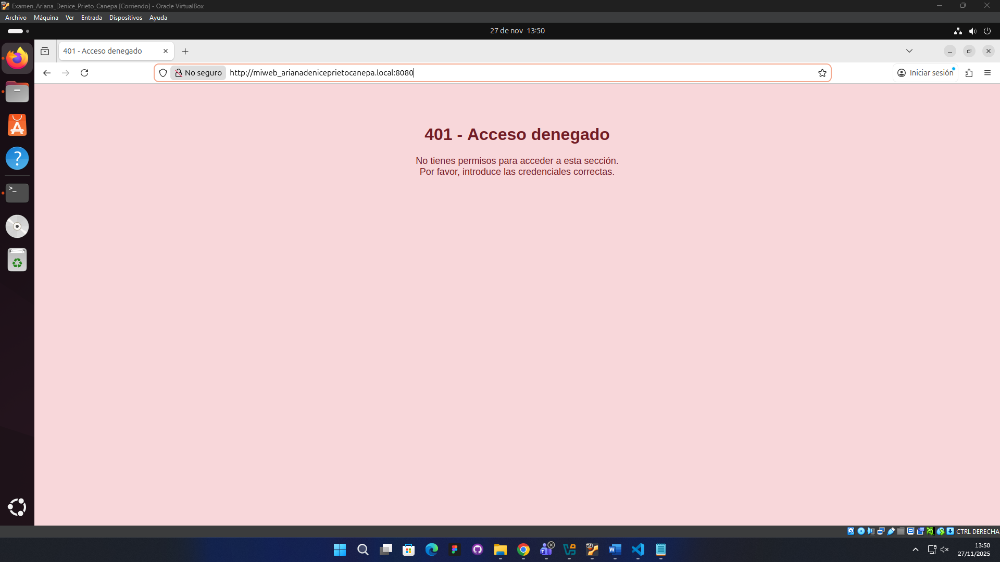 Examen_Ariana_Denice_Prieto_Canepa [Corriendo] - Oracle VirtualBox
Archivo Máquina Ver Entrada Dispositivos Ayuda
27 de nov 13:50
401 - Acceso denegado
No seguro http://miweb_arianadeniceprietocanepa.local:8080 Iniciar sesión
401 - Acceso denegado
No tienes permisos para acceder a esta sección.
Por favor, introduce las credenciales correctas.
CTRL DERECHA
13:50
27/11/2025